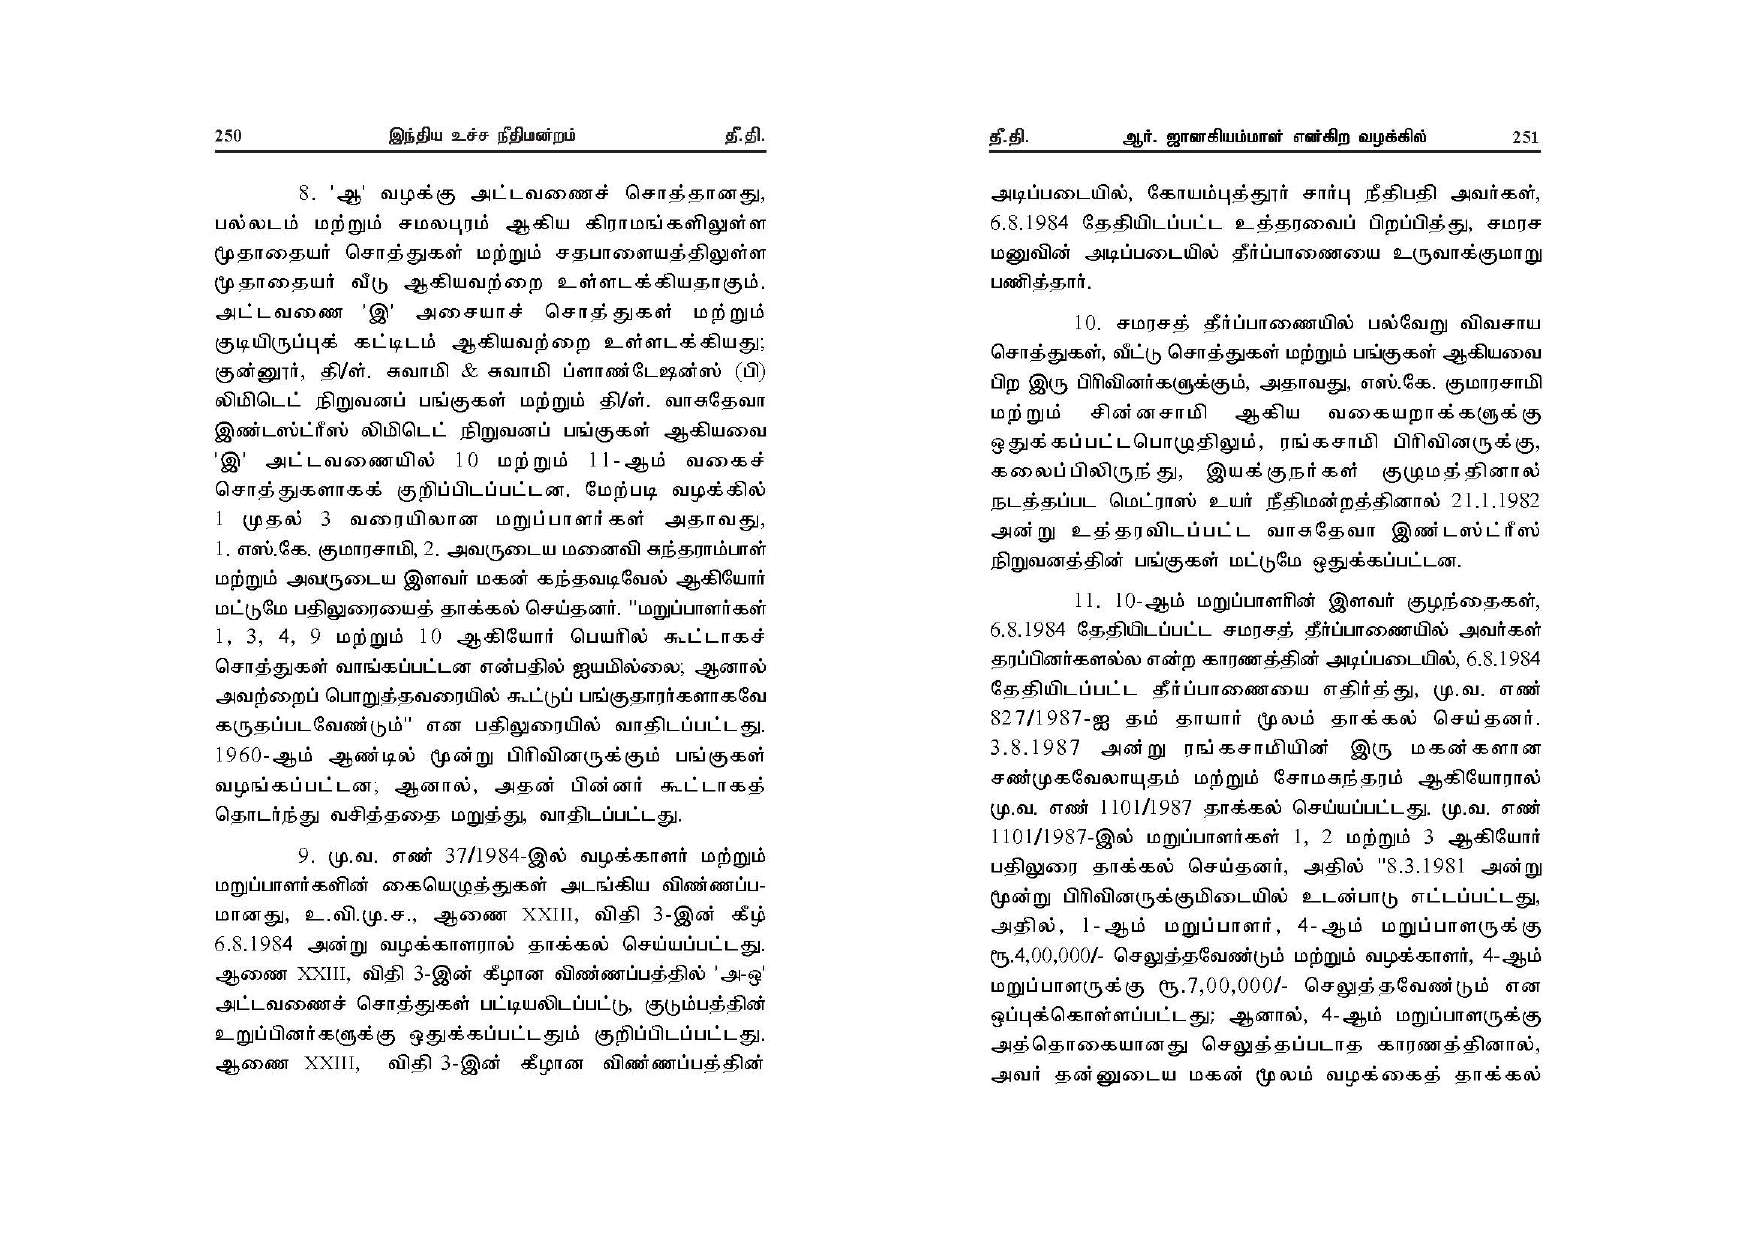 250 இந்திய உச்ச நீதிமன்றம் தீ.தி.
8. 'ஆ' வழக்கு அட்டவணைச் சொத்தானது,
பல்லடம் மற்றும் சமலபுரம் ஆகிய கிராமங்களிலுள்ள
மூதாதையர் சொத்துகள் மற்றும் சதபாளையத்திலுள்ள
மூதாதையர் வீடு ஆகியவற்றை உள்ளடக்கியதாகும்.
அட்டவணை 'இ' அசையாச் சொத்துகள் மற்றும்
குடியிருப்புக் கட்டிடம் ஆகியவற்றை உள்ளடக்கியது;
குன்னூர், தி/ள். சுவாமி & சுவாமி ப்ளாண்டேஷன்ஸ் (பி)
லிமிடெட் நிறுவனப் பங்குகள் மற்றும் தி/ள். வாசுதேவா
இண்டஸ்ட்ரீஸ் லிமிடெட் நிறுவனப் பங்குகள் ஆகியவை
'இ' அட்டவணையில் 10 மற்றும் 11-ஆம் வகைச்
சொத்துகளாகக் குறிப்பிடப்பட்டன. மேற்படி வழக்கில்
1 முதல் 3 வரையிலான மறுப்பாளர்கள் அதாவது,
1. எஸ்.கே. குமாரசாமி, 2. அவருடைய மனைவி சுந்தராம்பாள்
மற்றும் அவருடைய இளவர் மகன் கந்தவடிவேல் ஆகியோர்
மட்டுமே பதிலுரையைத் தாக்கல் செய்தனர். "மறுப்பாளர்கள்
1, 3, 4, 9 மற்றும் 10 ஆகியோர் பெயரில் கூட்டாகச்
சொத்துகள் வாங்கப்பட்டன என்பதில் ஐயமில்லை; ஆனால்
அவற்றைப் பொறுத்தவரையில் கூட்டுப் பங்குதாரர்களாகவே
கருதப்படவேண்டும்" என பதிலுரையில் வாதிடப்பட்டது.
1960-ஆம் ஆண்டில் மூன்று பிரிவினருக்கும் பங்குகள்
வழங்கப்பட்டன; ஆனால், அதன் பின்னர் கூட்டாகத்
தொடர்ந்து வசித்ததை மறுத்து, வாதிடப்பட்டது.
9. மு.வ. எண் 37/1984-இல் வழக்காளர் மற்றும்
மறுப்பாளர்களின் கையெழுத்துகள் அடங்கிய விண்ணப்ப-
மானது, உ.வி.மு.ச., ஆணை XXIII, விதி 3-இன் கீழ்
6.8.1984 அன்று வழக்காளரால் தாக்கல் செய்யப்பட்டது.
ஆணை XXIII, விதி 3-இன் கீழான விண்ணப்பத்தில் 'அ-ஒ'
அட்டவணைச் சொத்துகள் பட்டியலிடப்பட்டு, குடும்பத்தின்
உறுப்பினர்களுக்கு ஒதுக்கப்பட்டதும் குறிப்பிடப்பட்டது.
ஆணை XXIII, விதி 3-இன் கீழான விண்ணப்பத்தின்
தீ.தி. ஆர். ஜானகியம்மாள் என்கிற வழக்கில் 251
அடிப்படையில், கோயம்புத்தூர் சார்பு நீதிபதி அவர்கள்,
6.8.1984 தேதியிடப்பட்ட உத்தரவைப் பிறப்பித்து, சமரச
மனுவின் அடிப்படையில் தீர்ப்பாணையை உருவாக்குமாறு
பணித்தார்.
10. சமரசத் தீர்ப்பாணையில் பல்வேறு விவசாய
சொத்துகள், வீட்டு சொத்துகள் மற்றும் பங்குகள் ஆகியவை
பிற இரு பிரிவினர்களுக்கும், அதாவது, எஸ்.கே. குமாரசாமி
மற்றும் சின்னசாமி ஆகிய வகையறாக்களுக்கு
ஒதுக்கப்பட்டபொழுதிலும், ரங்கசாமி பிரிவினருக்கு,
கலைப்பிலிருந்து, இயக்குநர்கள் குழுமத்தினால்
நடத்தப்பட மெட்ராஸ் உயர் நீதிமன்றத்தினால் 21.1.1982
அன்று உத்தரவிடப்பட்ட வாசுதேவா இண்டஸ்ட்ரீஸ்
நிறுவனத்தின் பங்குகள் மட்டுமே ஒதுக்கப்பட்டன.
11. 10-ஆம் மறுப்பாளரின் இளவர் குழந்தைகள்,
6.8.1984 தேதியிடப்பட்ட சமரசத் தீர்ப்பாணையில் அவர்கள்
தரப்பினர்களல்ல என்ற காரணத்தின் அடிப்படையில், 6.8.1984
தேதியிடப்பட்ட தீர்ப்பாணையை எதிர்த்து, மு.வ. எண்
827/1987-ஐ தம் தாயார் மூலம் தாக்கல் செய்தனர்.
3.8.1987 அன்று ரங்கசாமியின் இரு மகன்களான
சண்முகவேலாயுதம் மற்றும் சோமசுந்தரம் ஆகியோரால்
மு.வ. எண் 1101/1987 தாக்கல் செய்யப்பட்டது. மு.வ. எண்
1101/1987-இல் மறுப்பாளர்கள் 1, 2 மற்றும் 3 ஆகியோர்
பதிலுரை தாக்கல் செய்தனர், அதில் "8.3.1981 அன்று
மூன்று பிரிவினருக்குமிடையில் உடன்பாடு எட்டப்பட்டது,
அதில், 1-ஆம் மறுப்பாளர், 4-ஆம் மறுப்பாளருக்கு
ரூ.4,00,000/- செலுத்தவேண்டும் மற்றும் வழக்காளர், 4-ஆம்
மறுப்பாளருக்கு ரூ.7,00,000/- செலுத்தவேண்டும் என
ஒப்புக்கொள்ளப்பட்டது; ஆனால், 4-ஆம் மறுப்பாளருக்கு
அத்தொகையானது செலுத்தப்படாத காரணத்தினால்,
அவர் தன்னுடைய மகன் மூலம் வழக்கைத் தாக்கல்